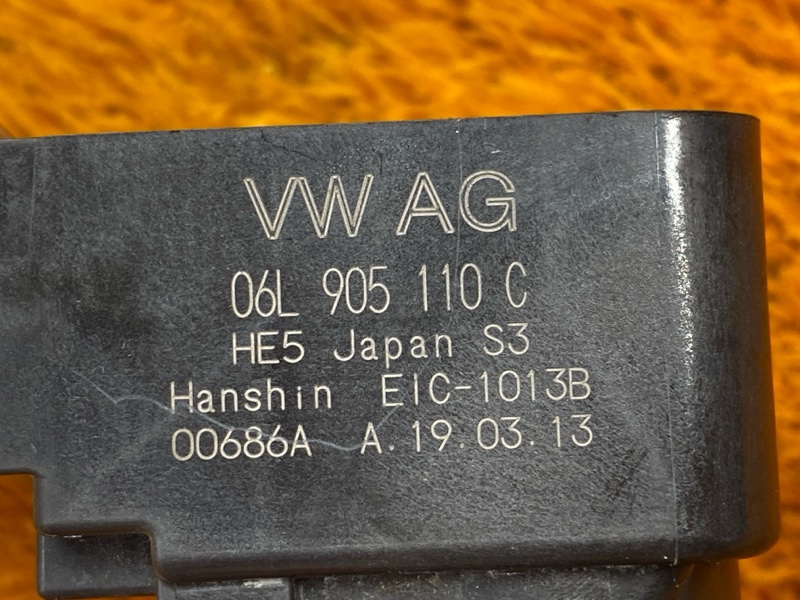 VW AG
06L 905 110 C
HE5 Japan S3
Hanshin EIC-1013B
00686A A.19.03.13